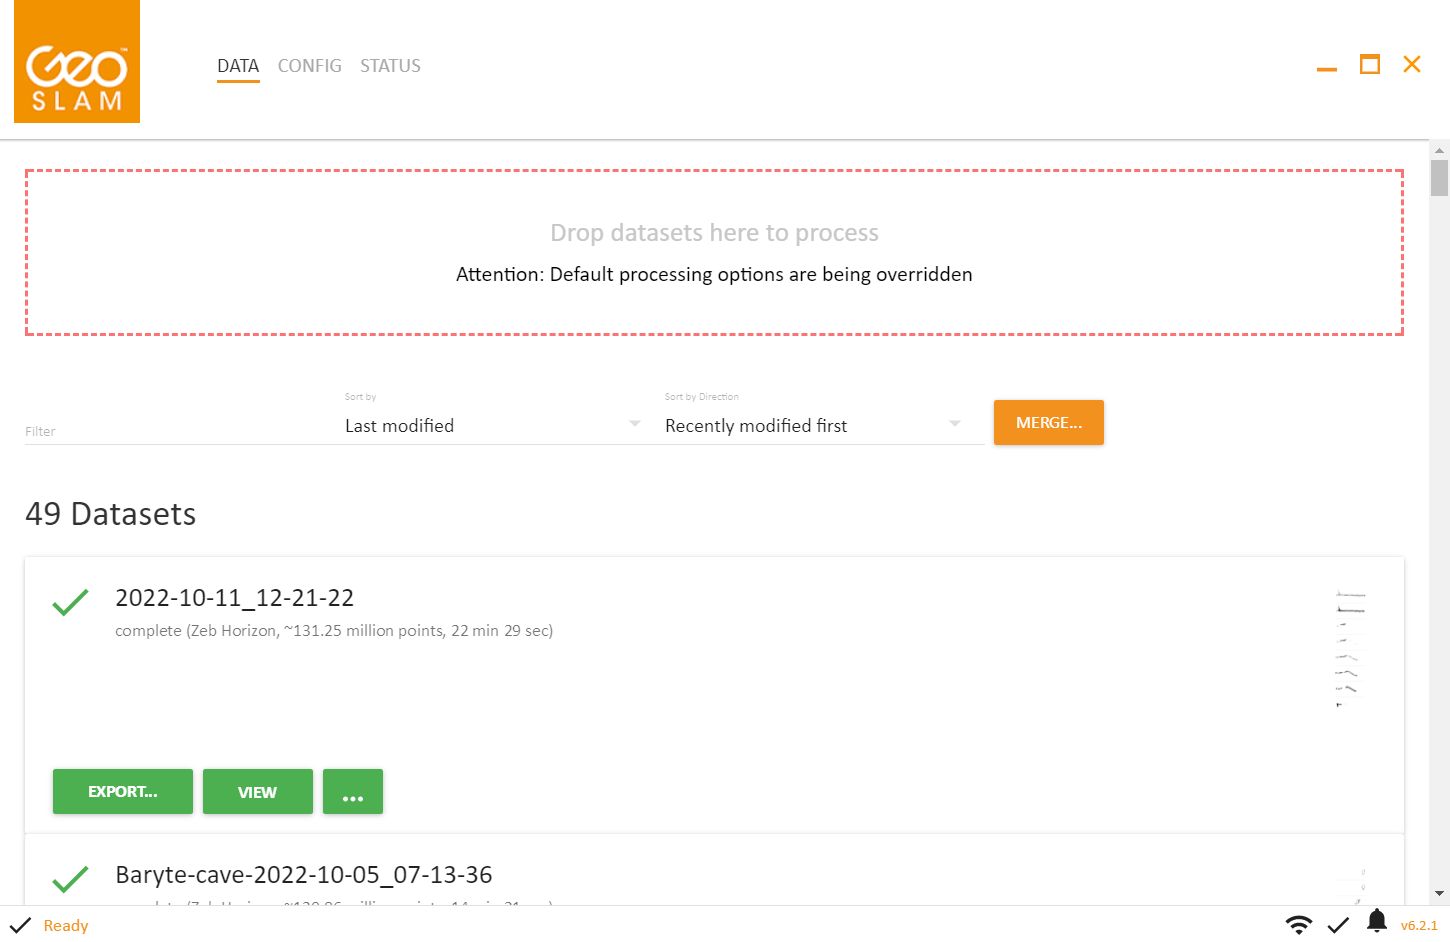 GEO™
SLAM
DATA CONFIG STATUS
Drop datasets here to process
Attention: Default processing options are being overridden
Filter
Sort by
Last modified
Sort by Direction
Recently modified first
MERGE...
49 Datasets
2022-10-11_12-21-22
complete (Zeb Horizon, ~131.25 million points, 22 min 29 sec)
EXPORT... VIEW ...
Baryte-cave-2022-10-05_07-13-36
Ready
v6.2.1